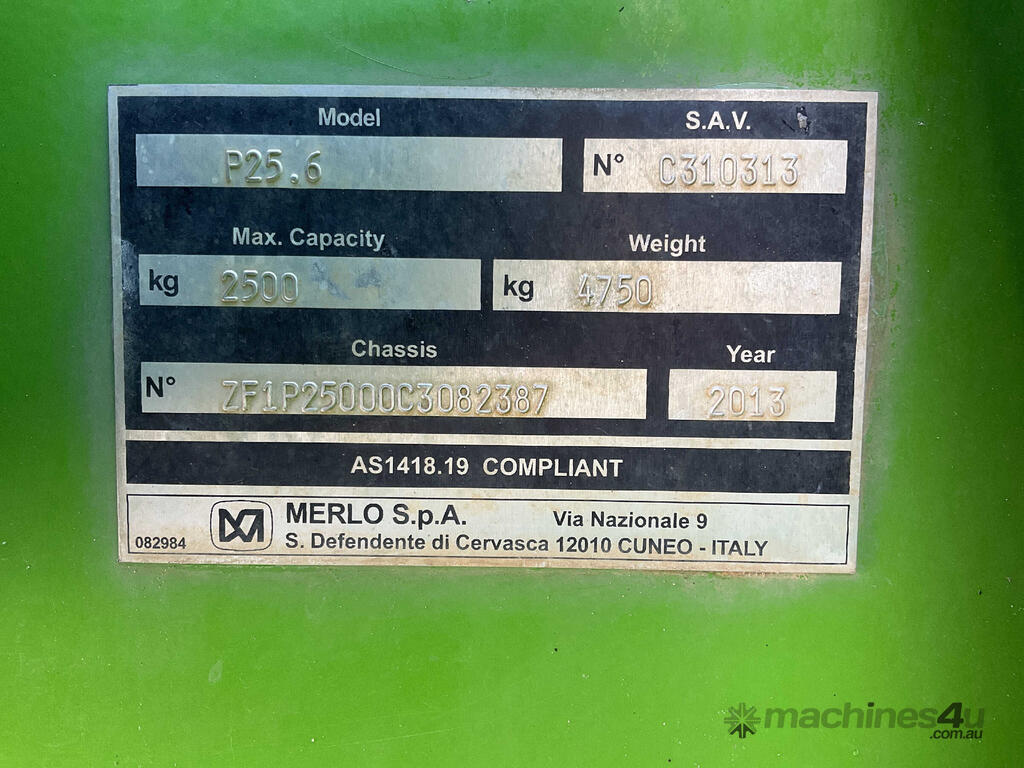 Model S.A.V.
P25.6 N° C310313
Max. Capacity Weight
kg 2500 kg 4750
Chassis Year
N° ZF1P25000C3082387 2013
AS1418.19 COMPLIANT
MERLO S.p.A. Via Nazionale 9
082984 S. Defendente di Cervasca 12010 CUNEO - ITALY
machines4u
.com.au